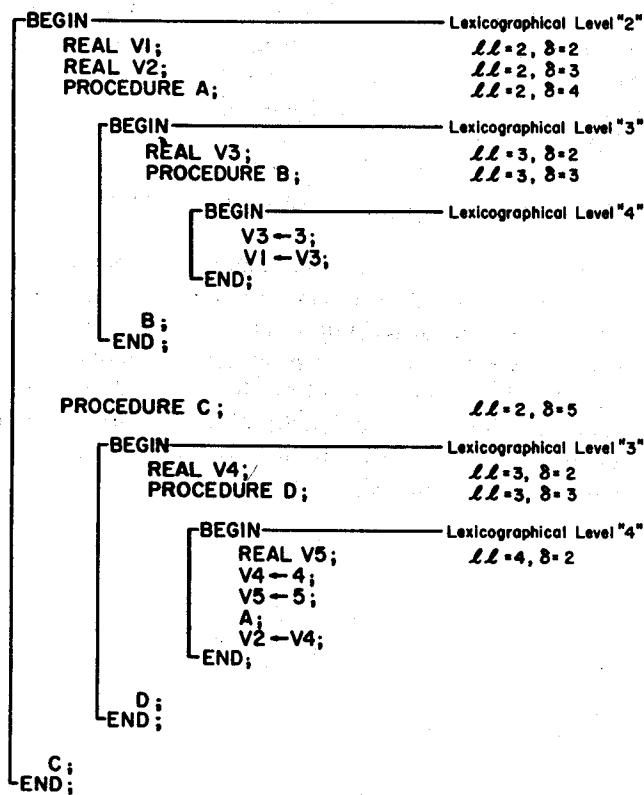 BEGIN Lexicographical Level "2"
REAL V1; ℓℓ=2, δ=2
REAL V2; ℓℓ=2, δ=3
PROCEDURE A; ℓℓ=2, δ=4
BEGIN Lexicographical Level "3"
REAL V3; ℓℓ=3, δ=2
PROCEDURE B; ℓℓ=3, δ=3
BEGIN Lexicographical Level "4"
V3←3;
V1←V3;
END;
B;
END;
PROCEDURE C; ℓℓ=2, δ=5
BEGIN Lexicographical Level "3"
REAL V4; ℓℓ=3, δ=2
PROCEDURE D; ℓℓ=3, δ=3
BEGIN Lexicographical Level "4"
REAL V5; ℓℓ=4, δ=2
V4←4;
V5←5;
A;
V2←V4;
END;
D;
END;
C;
END;